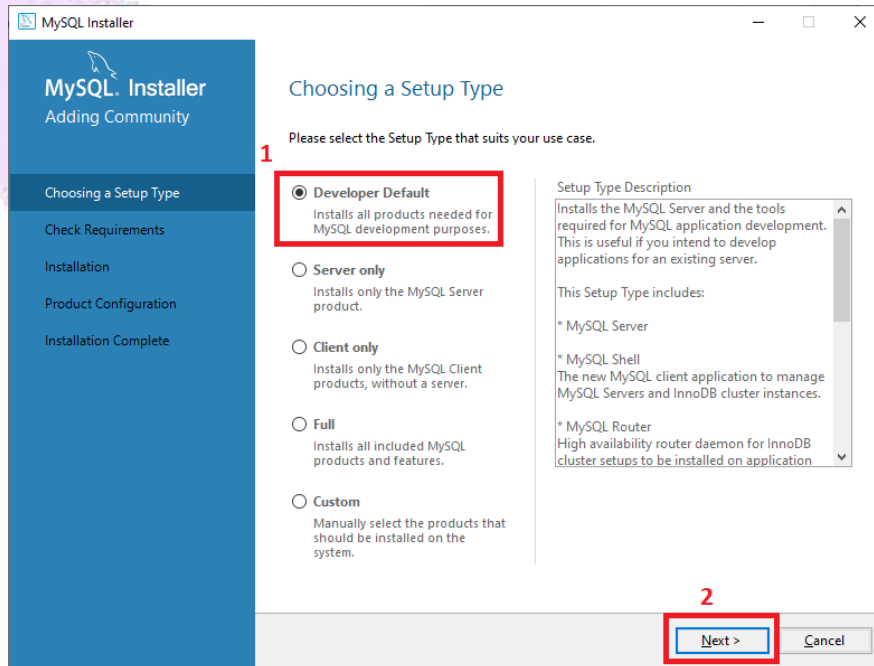 MySQL Installer
MySQL. Installer
Adding Community
Choosing a Setup Type
Check Requirements
Installation
Product Configuration
Installation Complete
Choosing a Setup Type
Please select the Setup Type that suits your use case.
1
Developer Default
Installs all products needed for
MySQL development purposes.
Server only
Installs only the MySQL Server
product.
Client only
Installs only the MySQL Client
products, without a server.
Full
Installs all included MySQL
products and features.
Custom
Manually select the products that
should be installed on the
system.
Setup Type Description
Installs the MySQL Server and the tools
required for MySQL application development.
This is useful if you intend to develop
applications for an existing server.
This Setup Type includes:
* MySQL Server
* MySQL Shell
The new MySQL client application to manage
MySQL Servers and InnoDB cluster instances.
* MySQL Router
High availability router daemon for InnoDB
cluster setups to be installed on application
2
Next >
Cancel